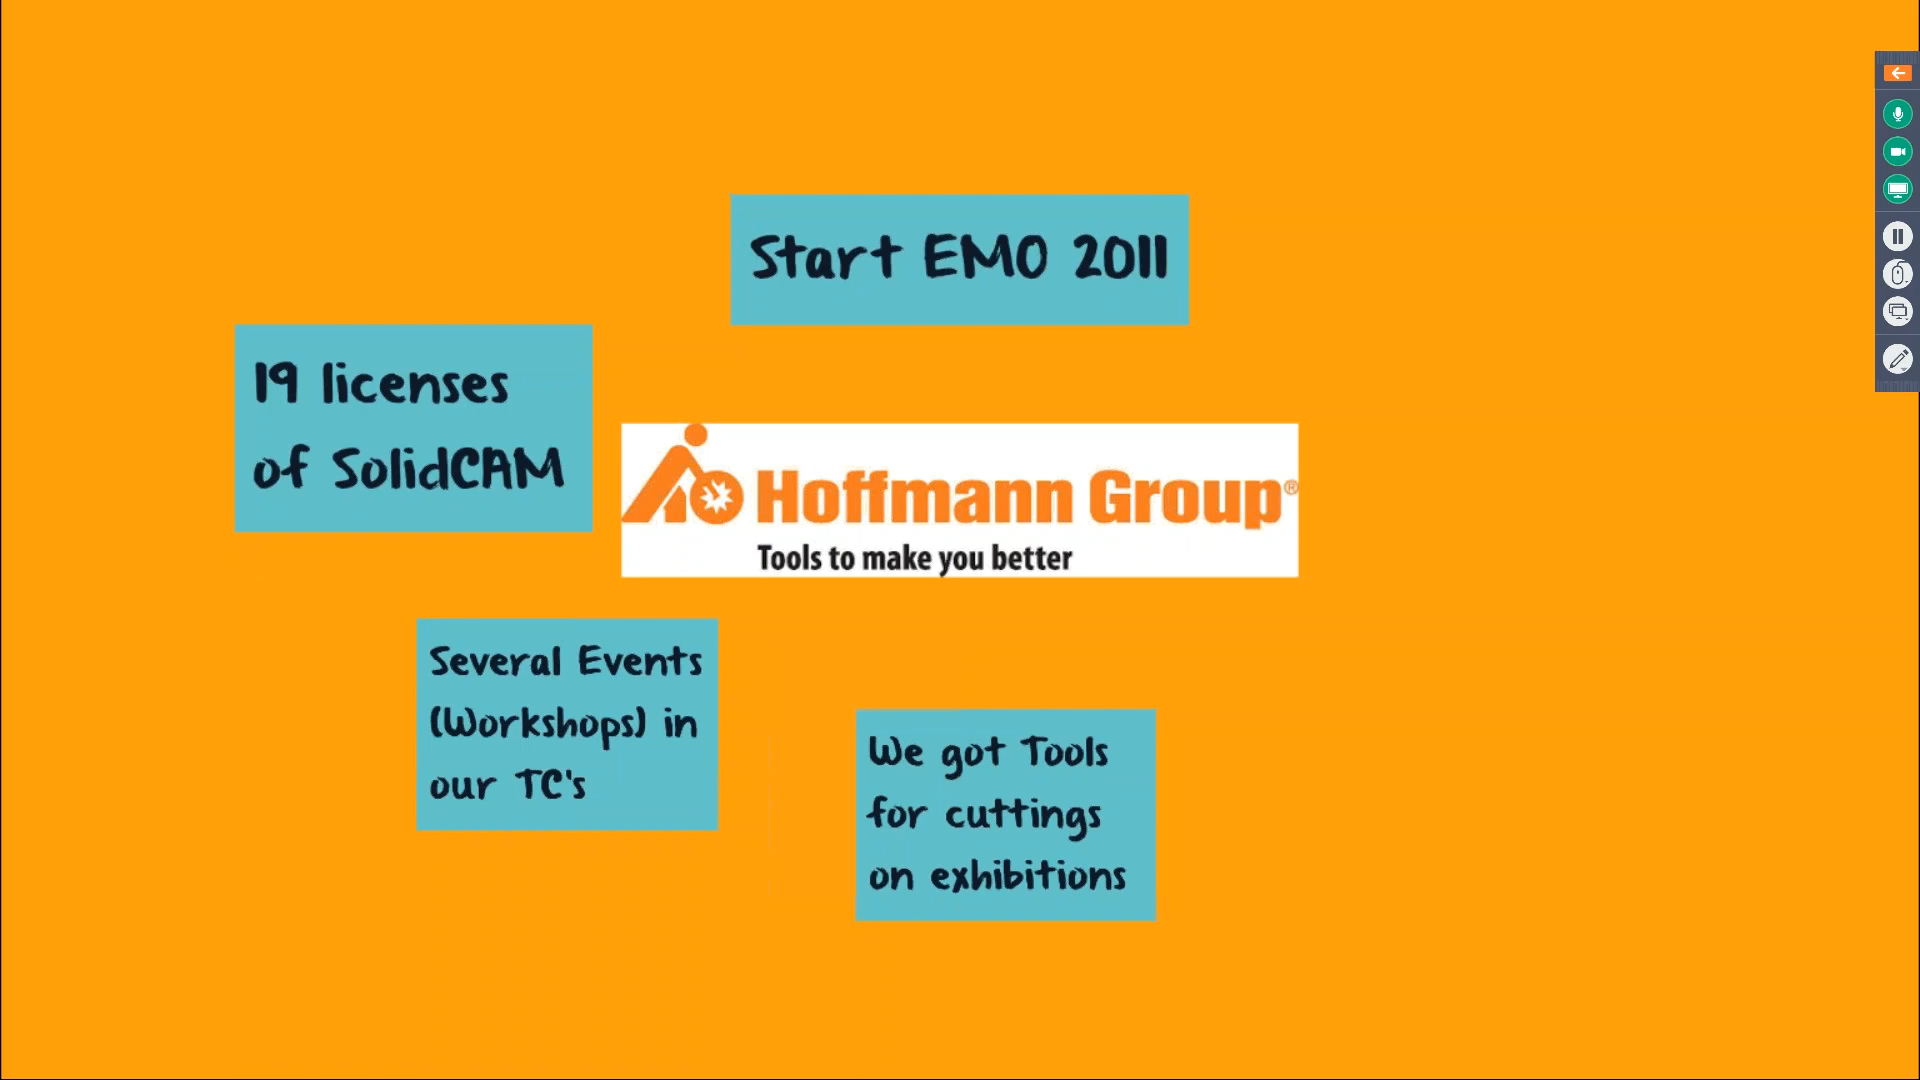 Start EMO 2011
19 licenses
of SolidCAM
Hoffmann Group®
Tools to make you better
Several Events
(Workshops) in
our TC's
We got Tools
for cuttings
on exhibitions